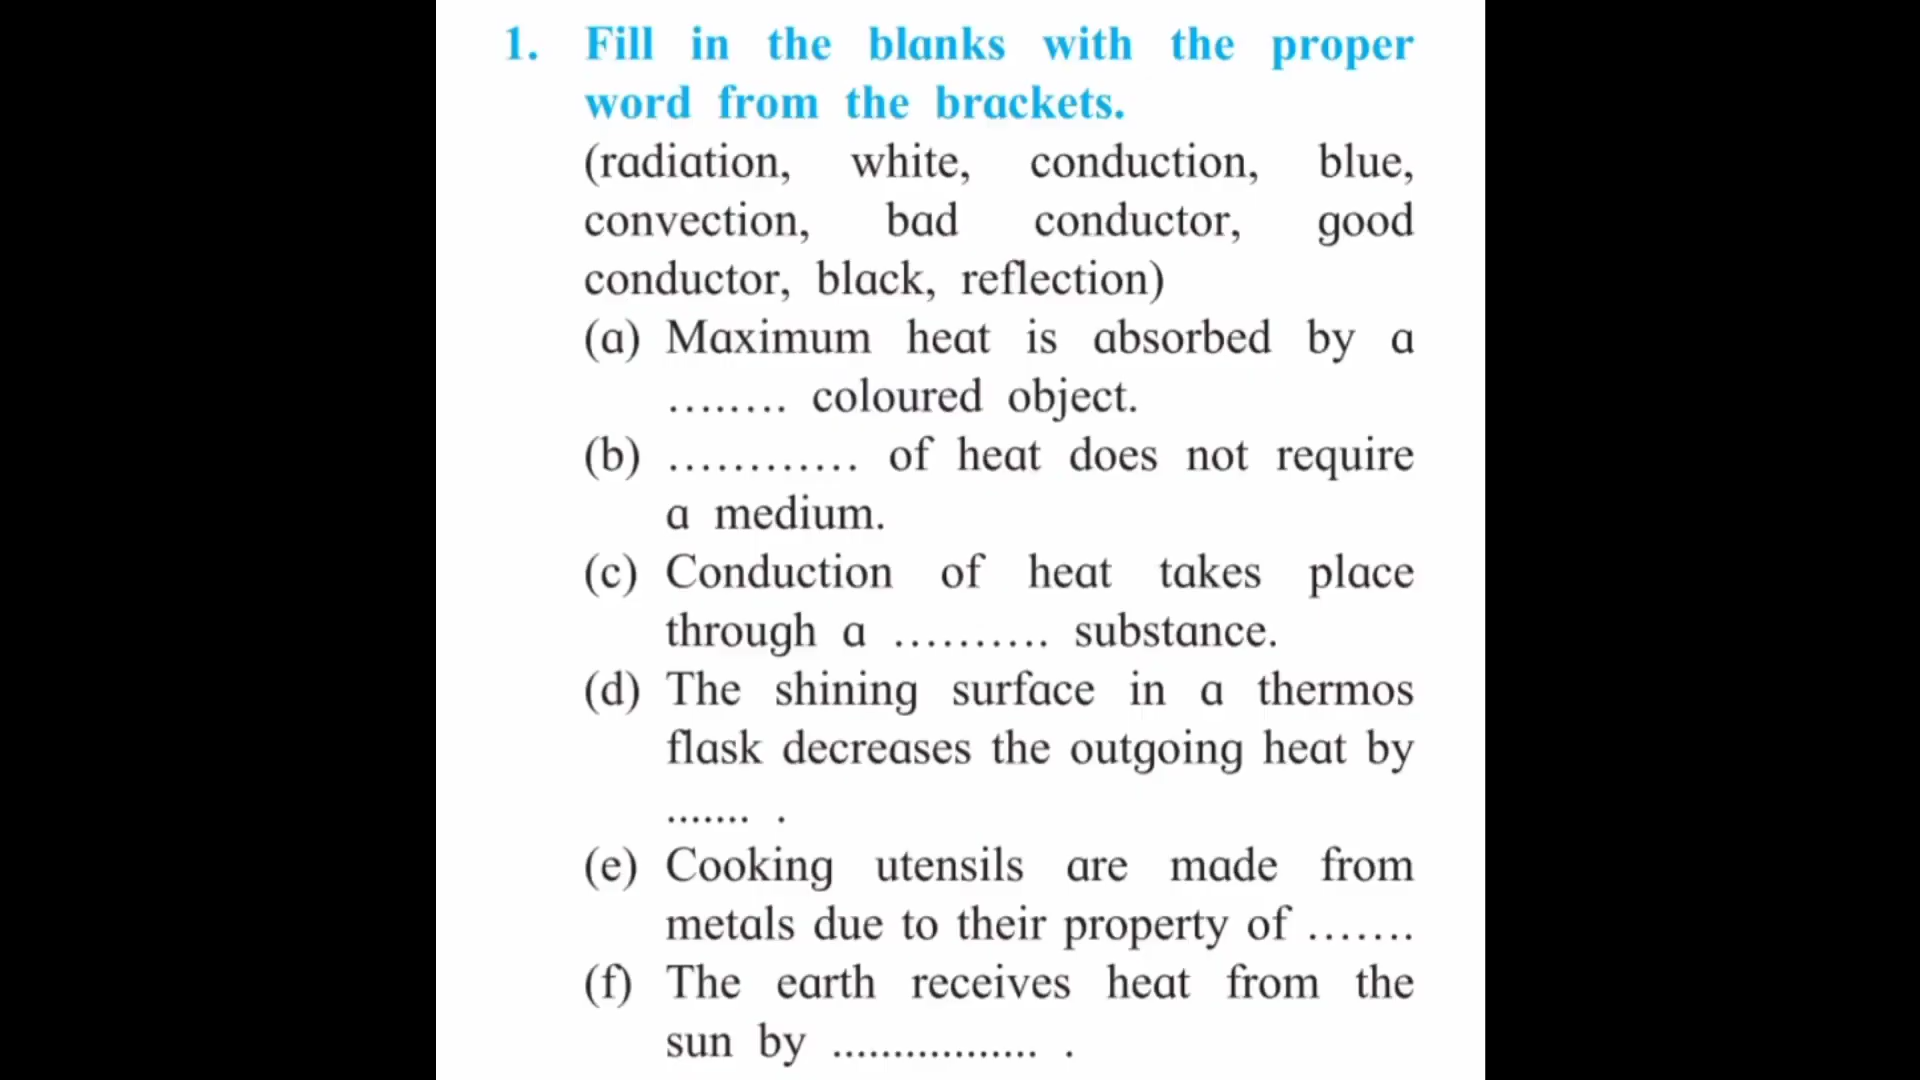 1. Fill in the blanks with the proper
word from the brackets.
(radiation, white, conduction, blue,
convection, bad conductor, good
conductor, black, reflection)
(a) Maximum heat is absorbed by a
........ coloured object.
(b) ............ of heat does not require
a medium.
(c) Conduction of heat takes place
through a .......... substance.
(d) The shining surface in a thermos
flask decreases the outgoing heat by
....... .
(e) Cooking utensils are made from
metals due to their property of .......
(f) The earth receives heat from the
sun by ................. .